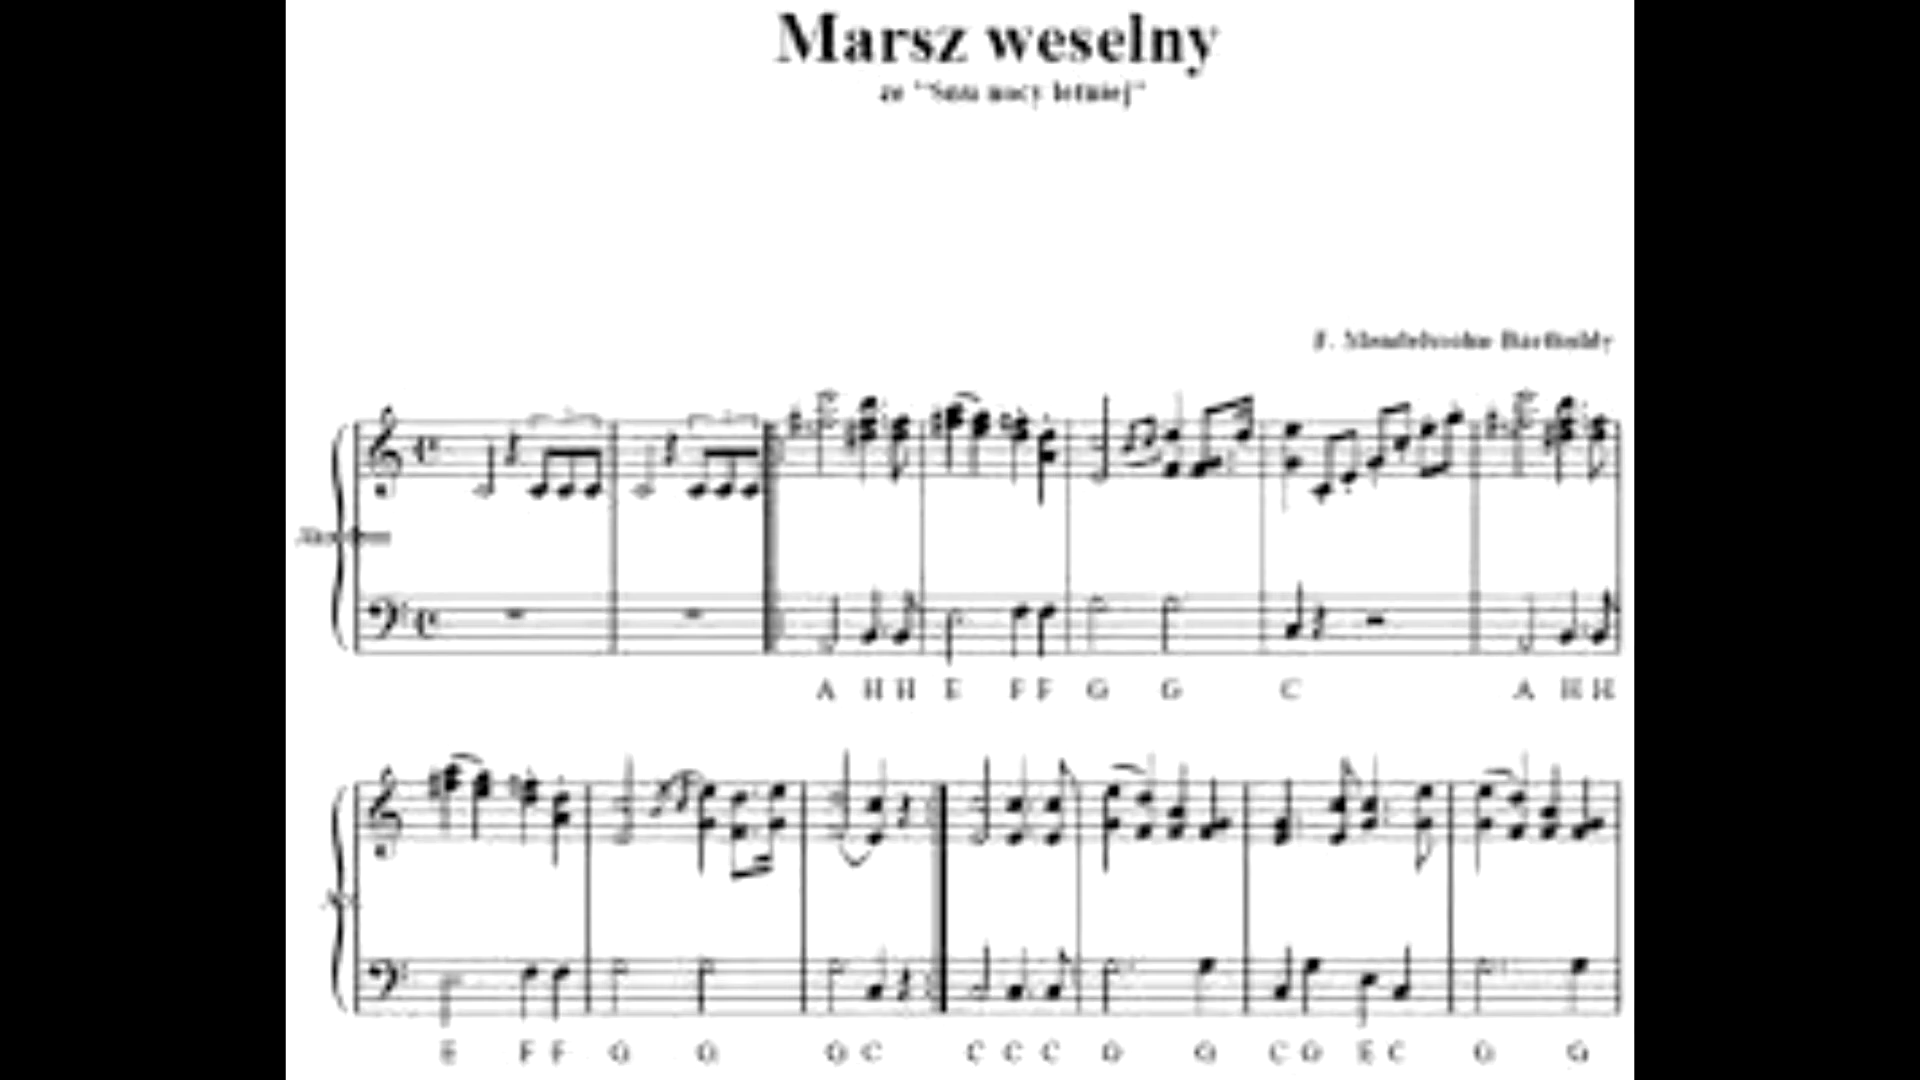 Marsz weselny
ze "Snu nocy letniej"
F. Mendelssohn Bartholdy
A H H E F F G G C A H H
E F F G G G C C C C G G C G E C G G